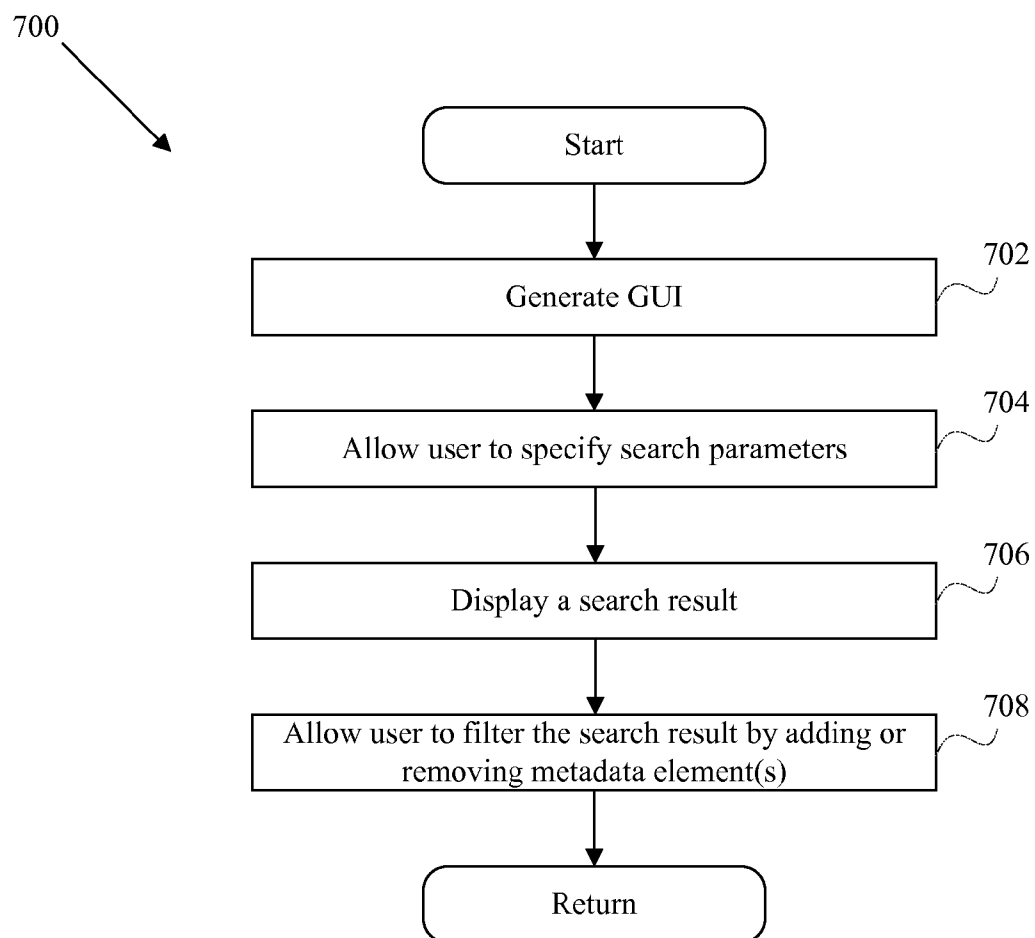 700
Start
702
Generate GUI
704
Allow user to specify search parameters
706
Display a search result
708
Allow user to filter the search result by adding or
removing metadada element(s)
Return